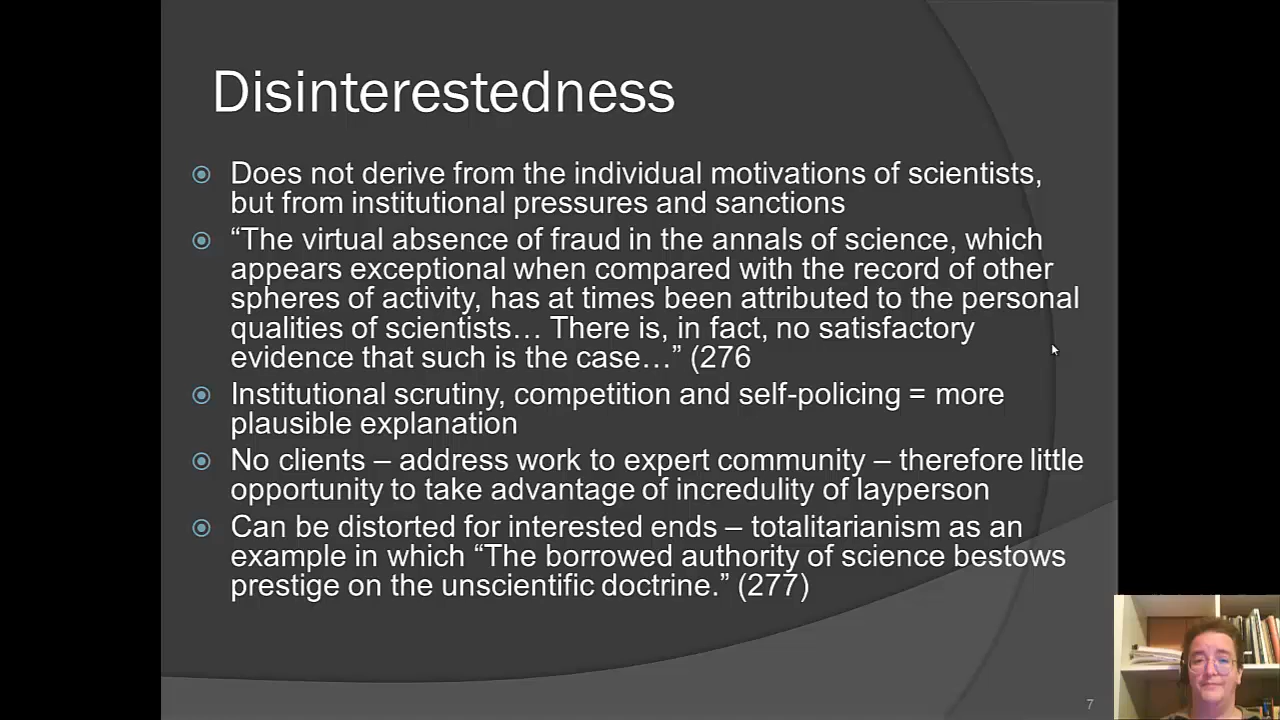 Disinterestedness
Does not derive from the individual motivations of scientists,
but from institutional pressures and sanctions
“The virtual absence of fraud in the annals of science, which
appears exceptional when compared with the record of other
spheres of activity, has at times been attributed to the personal
qualities of scientists… There is, in fact, no satisfactory
evidence that such is the case…” (276
Institutional scrutiny, competition and self-policing = more
plausible explanation
No clients – address work to expert community – therefore little
opportunity to take advantage of incredulity of layperson
Can be distorted for interested ends – totalitarianism as an
example in which “The borrowed authority of science bestows
prestige on the unscientific doctrine.” (277)
7